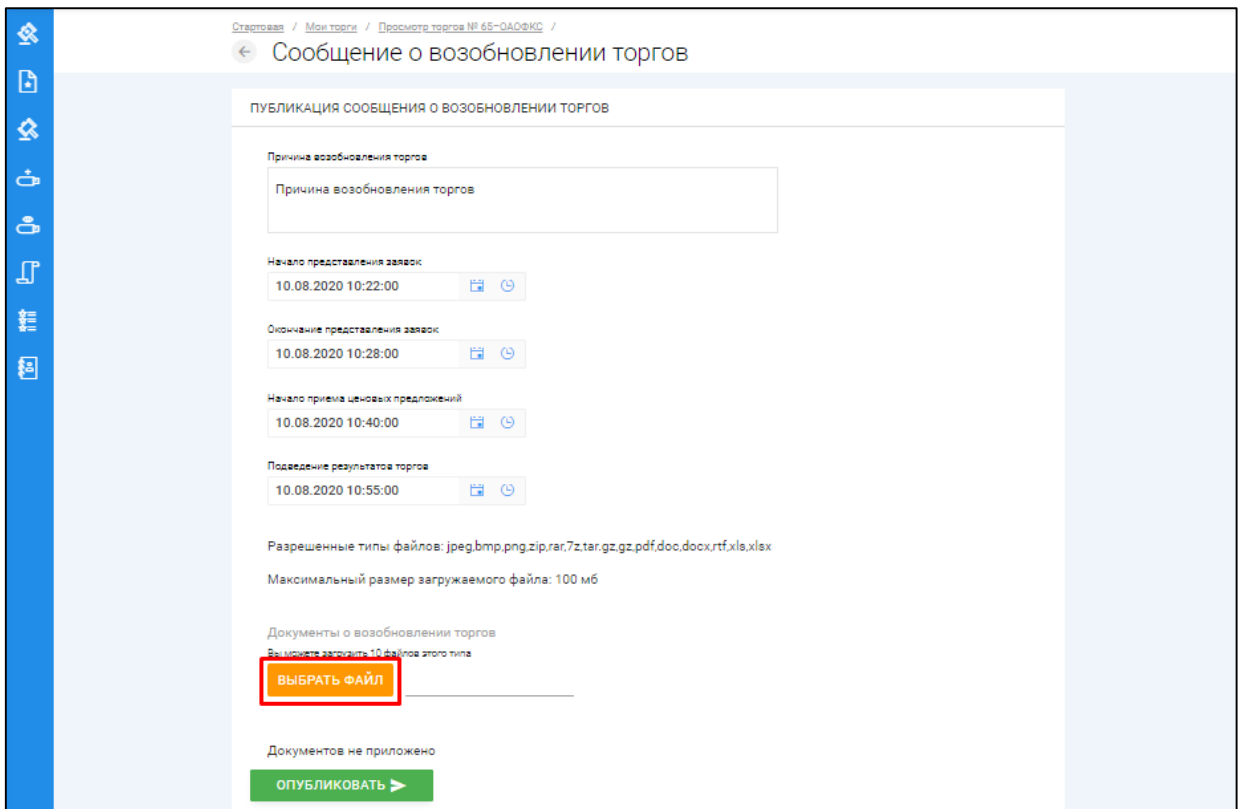 Стартовая / Мои торги / Просмотр торгов № 65-ОАОФКС /
Сообщение о возобновлении торгов
ПУБЛИКАЦИЯ СООБЩЕНИЯ О ВОЗОБНОВЛЕНИИ ТОРГОВ
Причина возобновления торгов
Причина возобновления торгов
Начало представления заявок
10.08.2020 10:22:00
Окончание представления заявок
10.08.2020 10:28:00
Начало приема ценовых предложений
10.08.2020 10:40:00
Подведение результатов торгов
10.08.2020 10:55:00
Разрешенные типы файлов: jpeg,bmp,png,zip,rar,7z,tar.gz,gz,pdf,doc,docx,rtf,xls,xlsx
Максимальный размер загружаемого файла: 100 мб
Документы о возобновлении торгов
Вы можете загрузить 10 файлов этого типа
ВЫБРАТЬ ФАЙЛ
Документов не приложено
ОПУБЛИКОВАТЬ